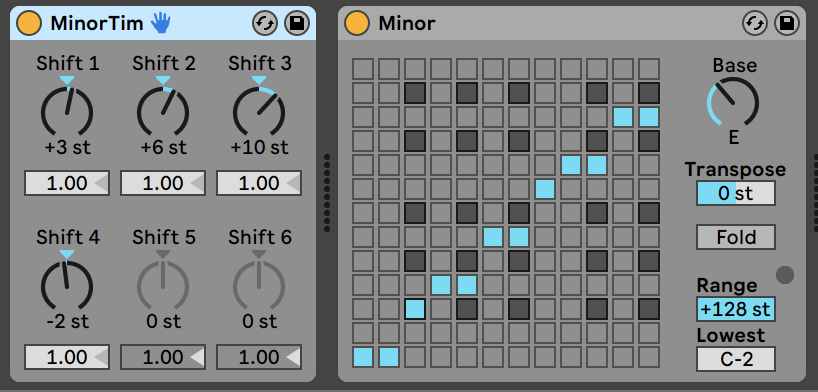 MinorTim
Minor
Shift 1 Shift 2 Shift 3
+3 st +6 st +10 st
1.00 1.00 1.00
Shift 4 Shift 5 Shift 6
-2 st 0 st 0 st
1.00 1.00 1.00
Base
E
Transpose
0 st
Fold
Range
+128 st
Lowest
C-2